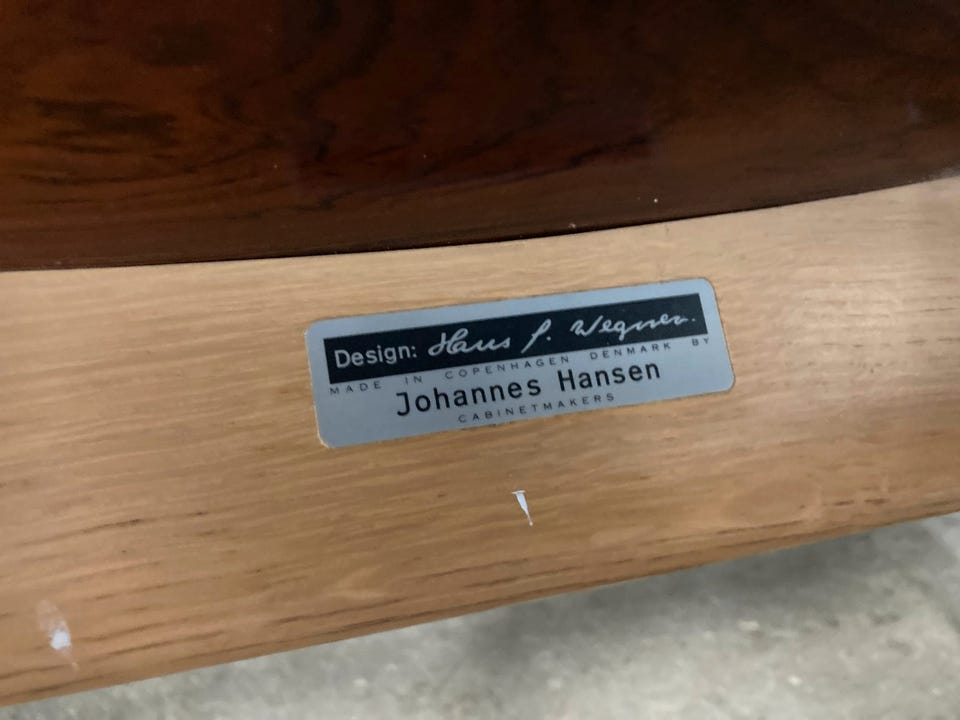 Design: Hans J. Wegner.
MADE IN COPENHAGEN DENMARK BY
Johannes Hansen
CABINETMAKERS